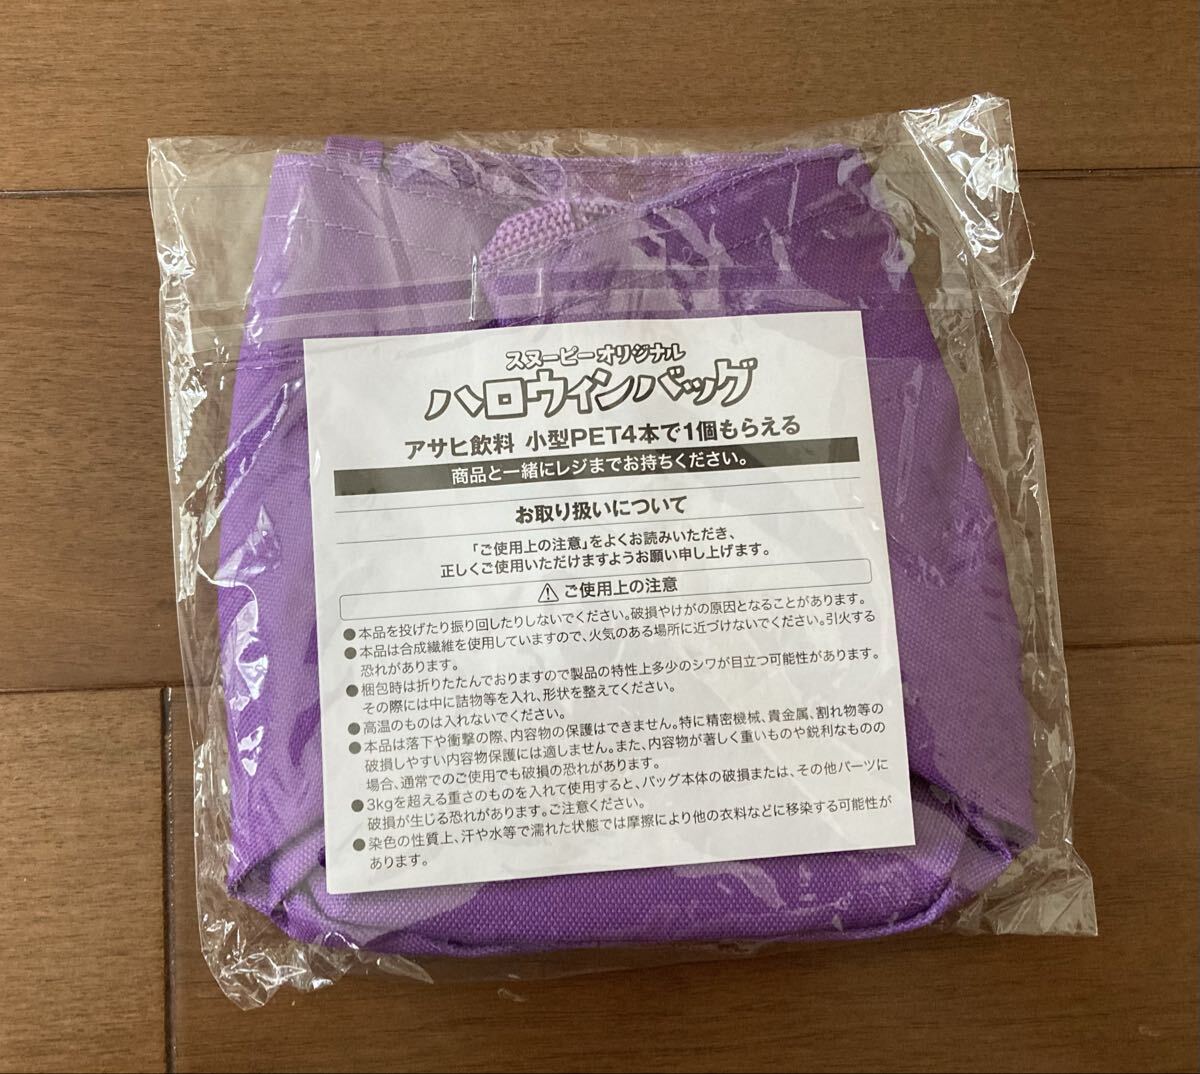 スヌーピーオリジナル
ハロウィンバッグ
アサヒ飲料 小型PET4本で1個もらえる
商品と一緒にレジまでお持ちください。
お取り扱いについて
「ご使用上の注意」をよくお読みいただき、
正しくご使用いただけますようお願い申し上げます。
⚠ ご使用上の注意
●本品を投げたり振り回したりしないでください。破損やけがの原因となることがあります。
●本品は合成繊維を使用していますので、火気のある場所に近づけないでください。引火する
恐れがあります。
●梱包時は折りたたんでおりますので製品の特性上多少のシワが目立つ可能性があります。
その際には中に詰物等を入れ、形状を整えてください。
●高温のものは入れないでください。
●本品は落下や衝撃の際、内容物の保護はできません。特に精密機械、貴金属、割れ物等の
破損しやすい内容物保護には適しません。また、内容物が著しく重いものや鋭利なものの
場合、通常でのご使用でも破損の恐れがあります。
●3kgを超える重さのものを入れて使用すると、バッグ本体の破損または、その他パーツに
破損が生じる恐れがあります。ご注意ください。
●染色の性質上、汗や水等で濡れた状態では摩擦により他の衣料などに移染する可能性が
あります。